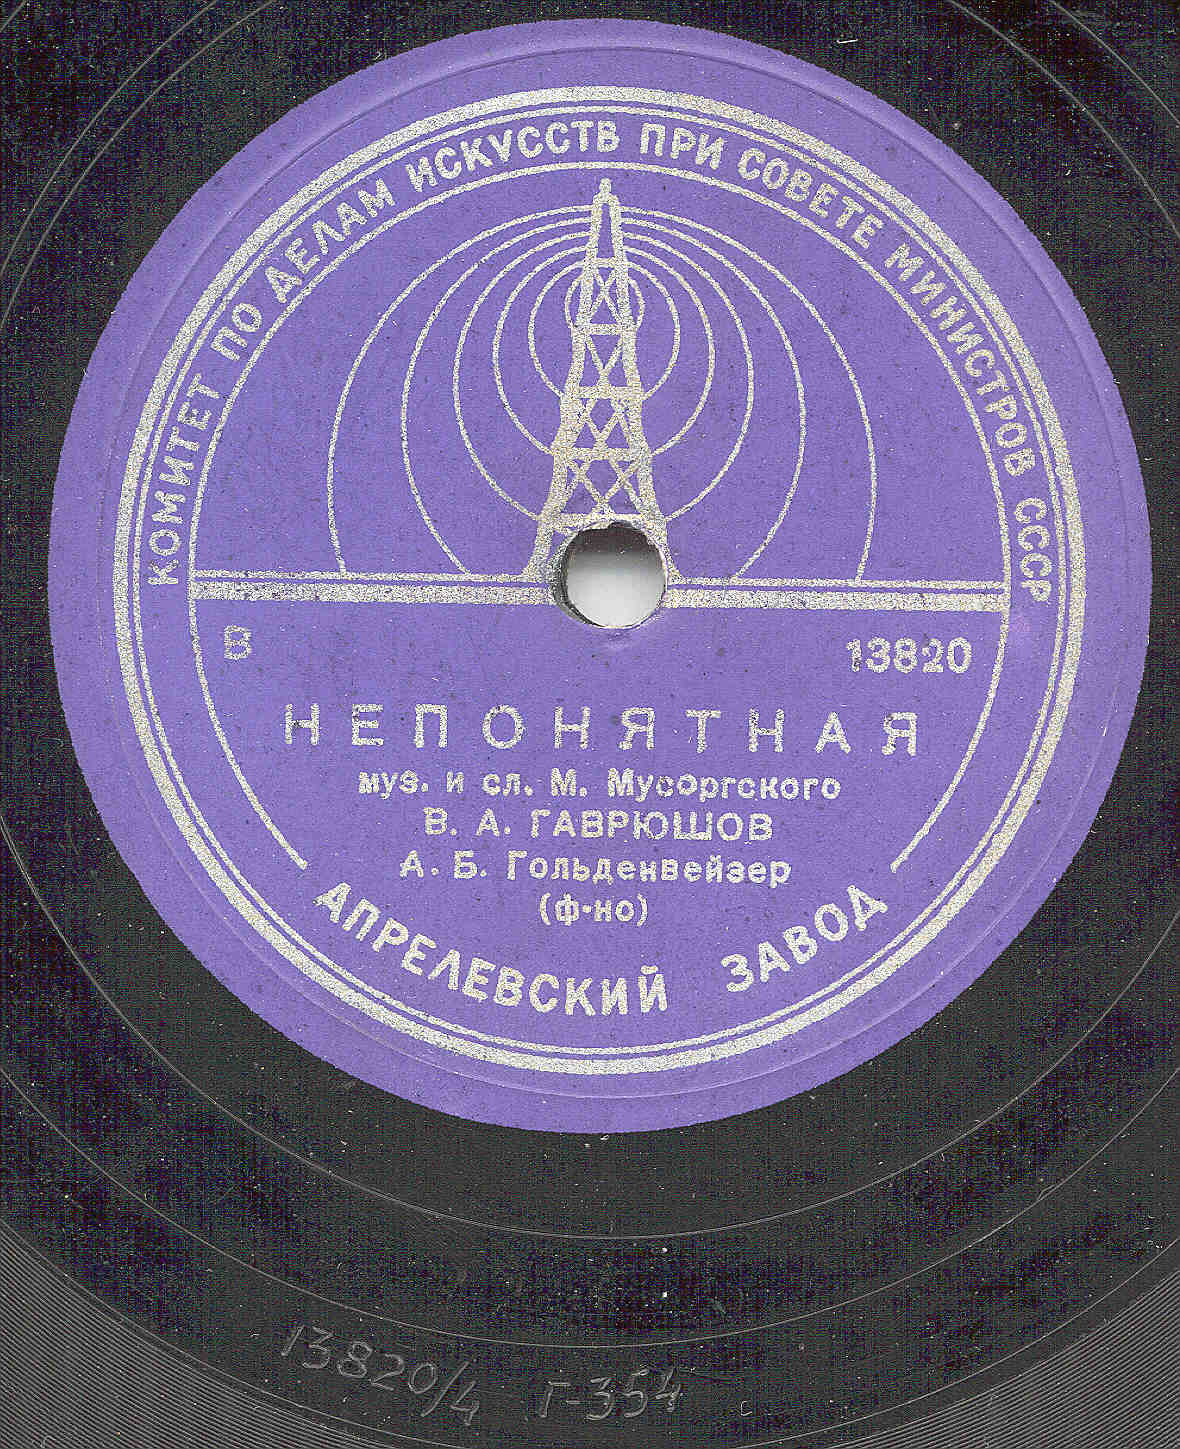 КОМИТЕТ ПО ДЕЛАМ ИСКУССТВ ПРИ СОВЕТЕ МИНИСТРОВ СССР
В 13820
НЕПОНЯТНАЯ
муз. и сл. М. Мусоргского
В. А. ГАВРЮШОВ
А. Б. Гольденвейзер
(ф-но)
АПРЕЛЕВСКИЙ ЗАВОД
13820/4 Г-354